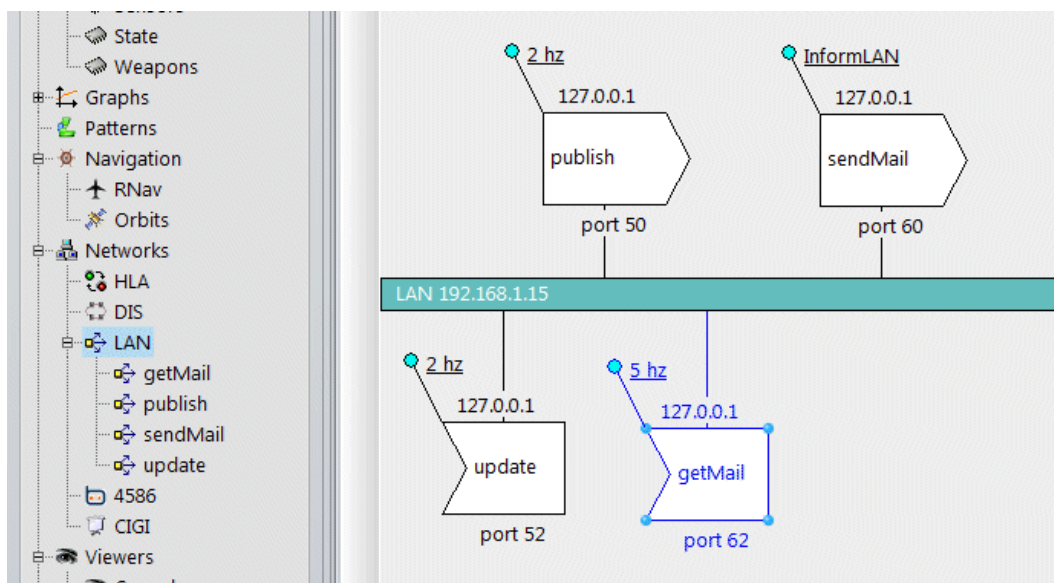 Sensors
State
Weapons
Graphs
Patterns
Navigation
RNav
Orbits
Networks
HLA
DIS
LAN
getMail
publish
sendMail
update
4586
CIGI
Viewers
2 hz
InformLAN
127.0.0.1
127.0.0.1
publish
sendMail
port 50
port 60
LAN 192.168.1.15
2 hz
5 hz
127.0.0.1
127.0.0.1
update
getMail
port 52
port 62